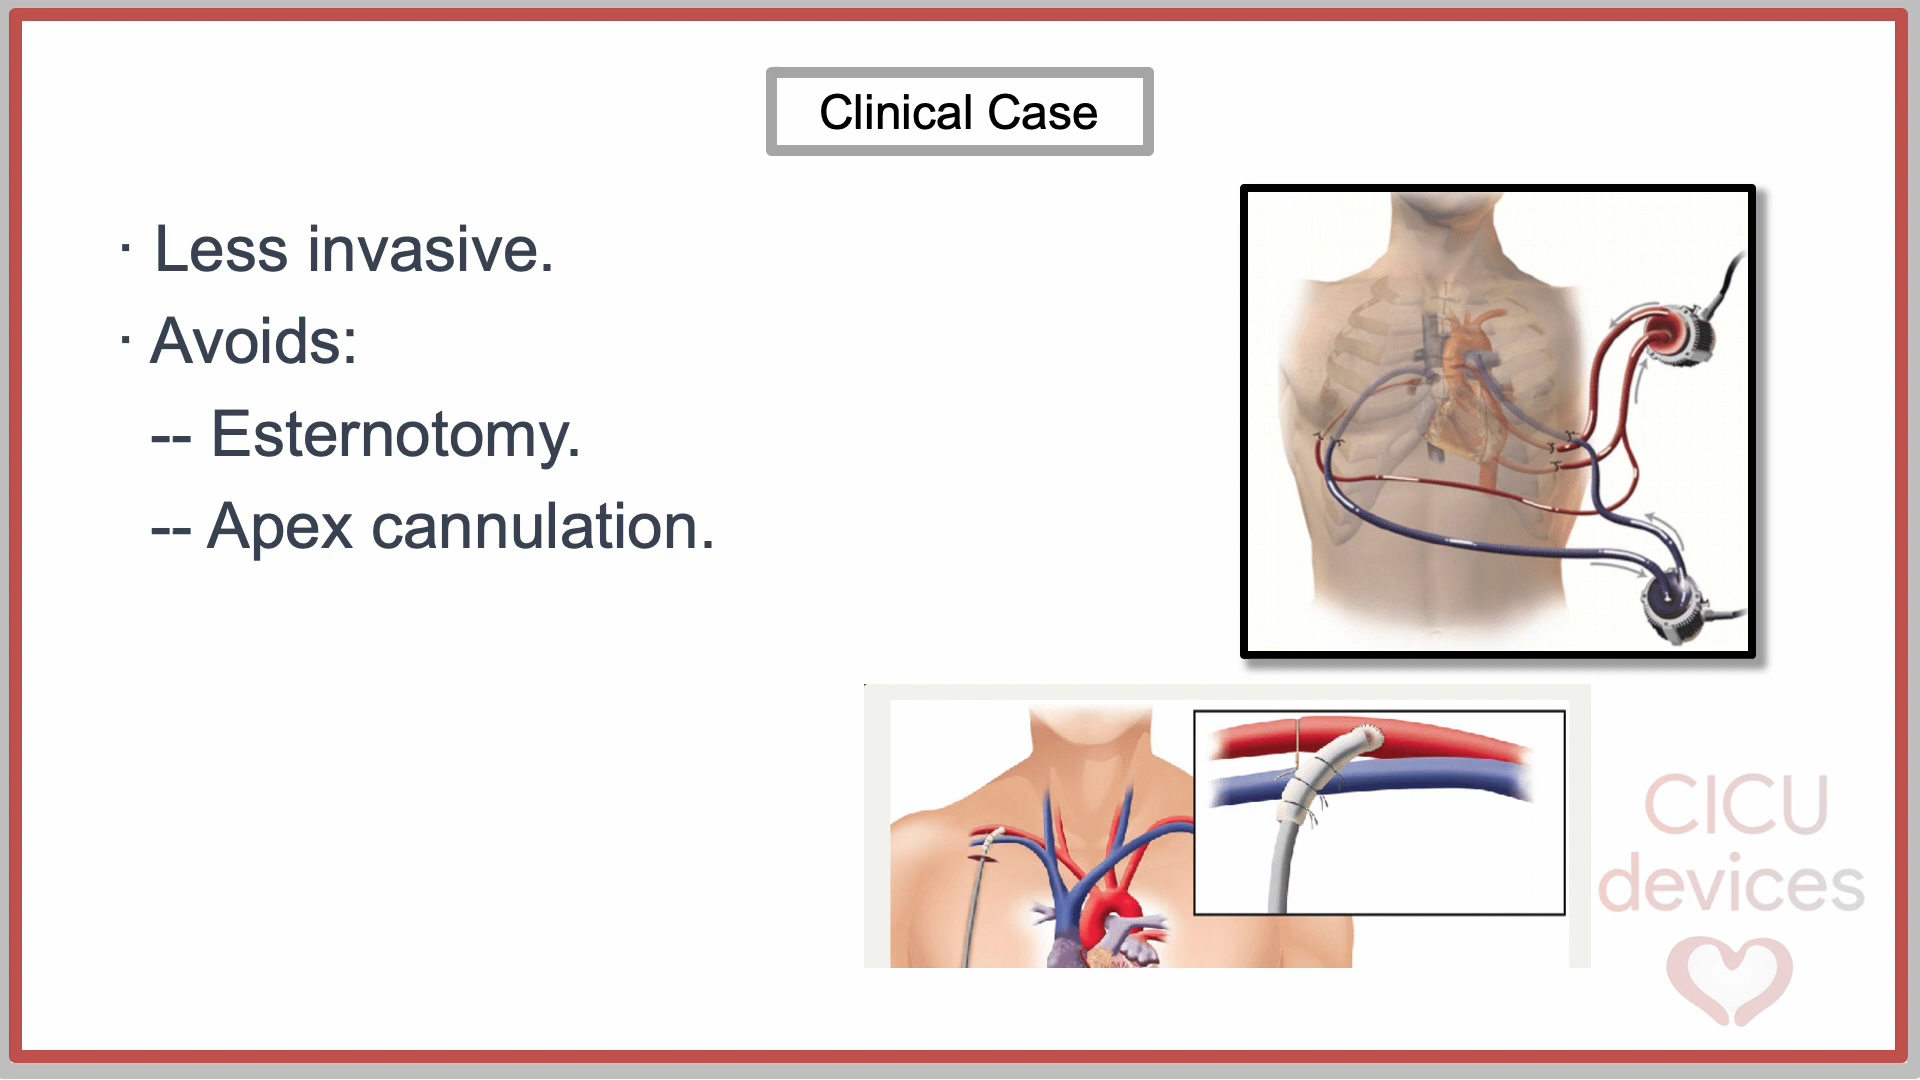 Clinical Case
· Less invasive.
· Avoids:
-- Esternotomy.
-- Apex cannulation.
CICU
devices